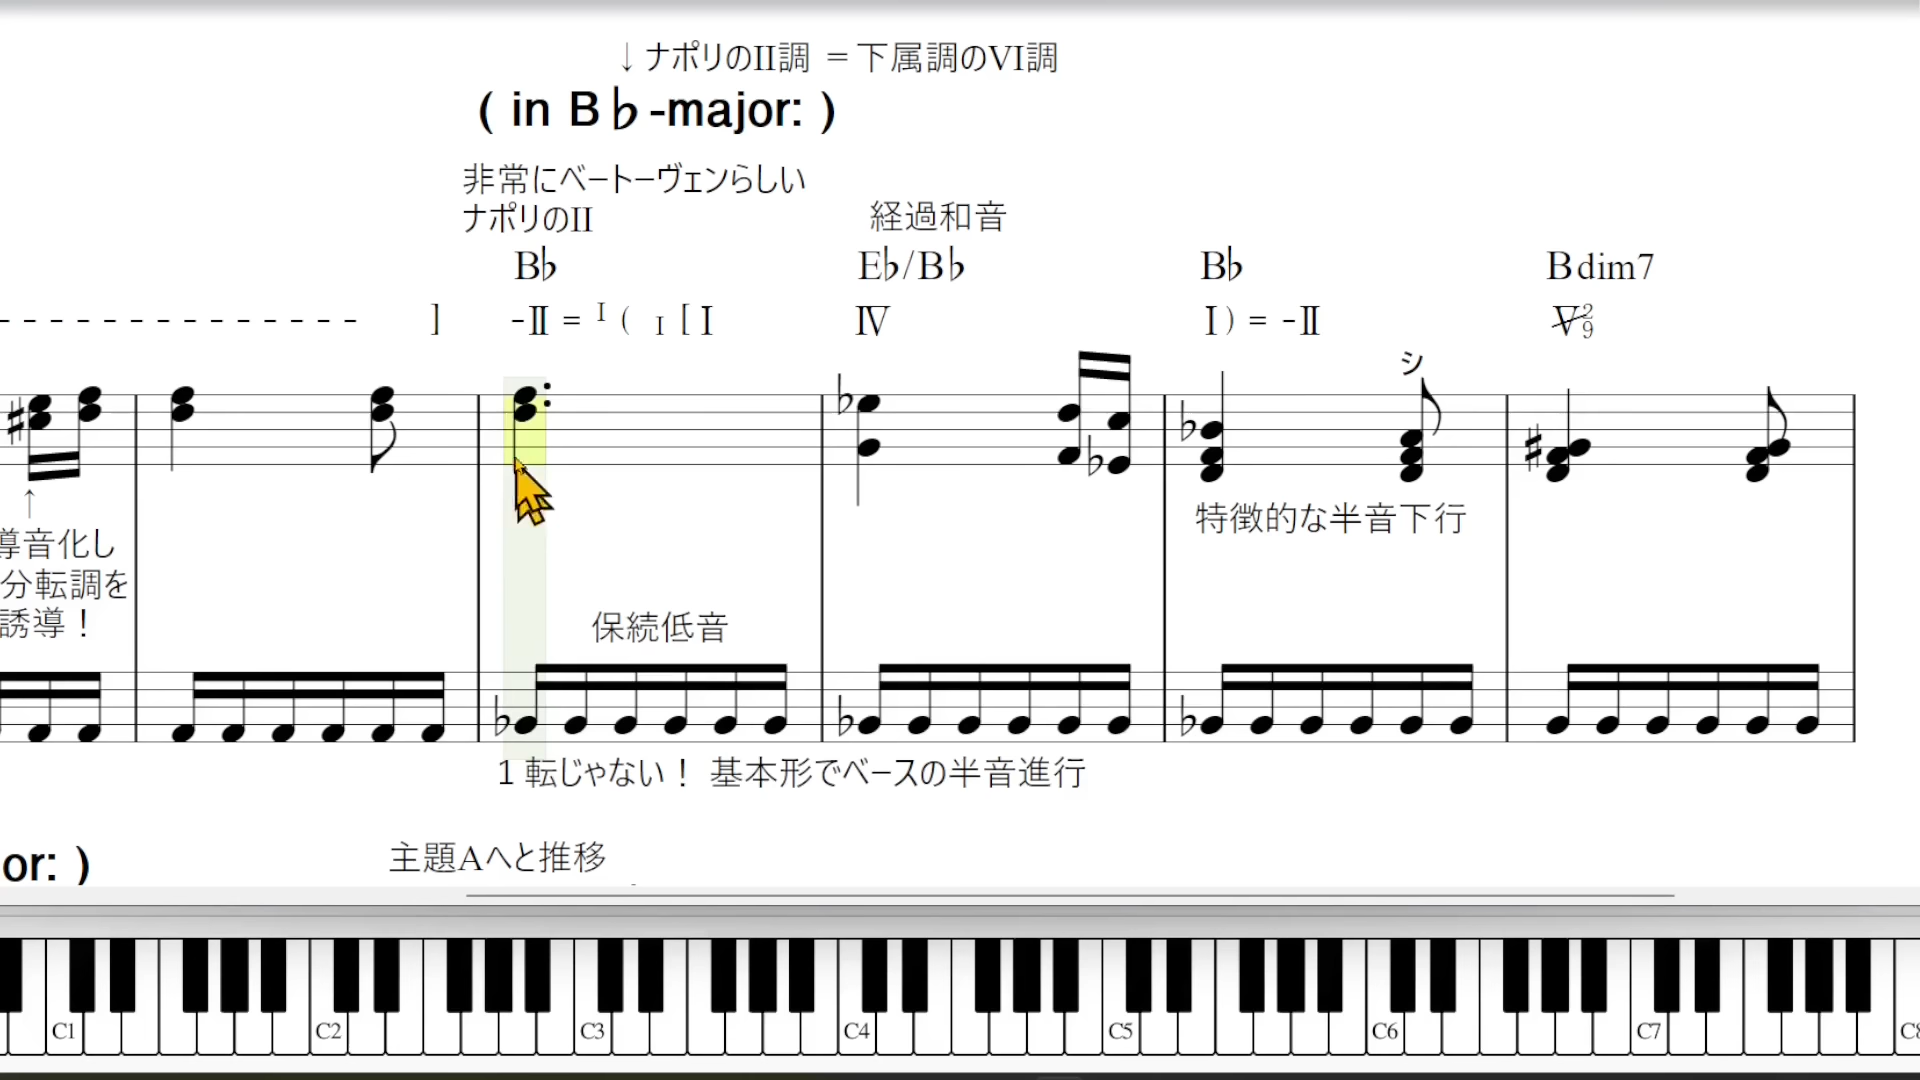 ↓ナポリのII調 ＝下属調のVI調
( in B♭-major: )
非常にベートーヴェンらしい
ナポリのII
経過和音
B♭ E♭/B♭ B♭ Bdim7
] -II = I ( I [ I IV I ) = -II V 2 9
シ
↑
導音化し
分転調を
誘導！
特徴的な半音下行
保続低音
1 転じゃない！ 基本形でベースの半音進行
主題Aへと推移
or: )
C1 C2 C3 C4 C5 C6 C7 C8